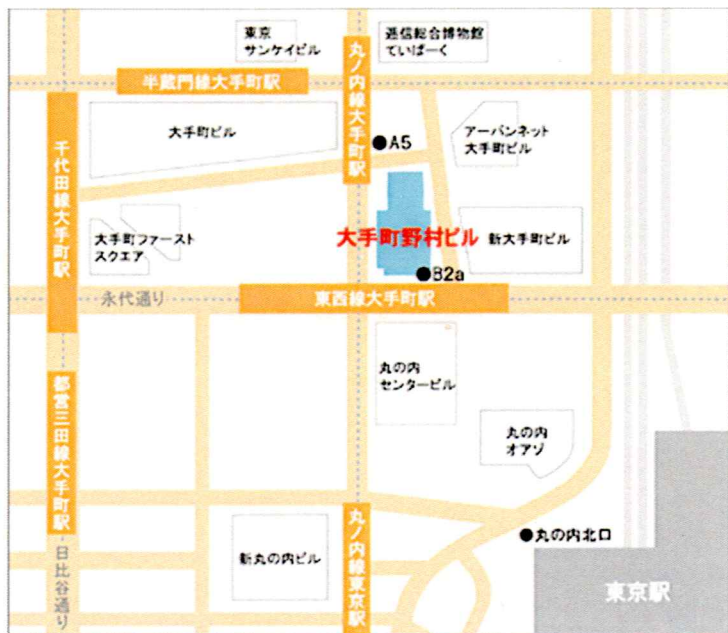 東京
サンケイビル
逓信総合博物館
ていぱーく
半蔵門線大手町駅
丸ノ内線大手町駅
大手町ビル
●A5
アーバンネット
大手町ビル
千代田線大手町駅
大手町ファースト
スクエア
大手町野村ビル
新大手町ビル
●B2a
永代通り
東西線大手町駅
丸の内
センタービル
都営三田線大手町駅
丸の内
オアゾ
丸ノ内線東京駅
●丸の内北口
新丸の内ビル
日比谷通り
東京駅